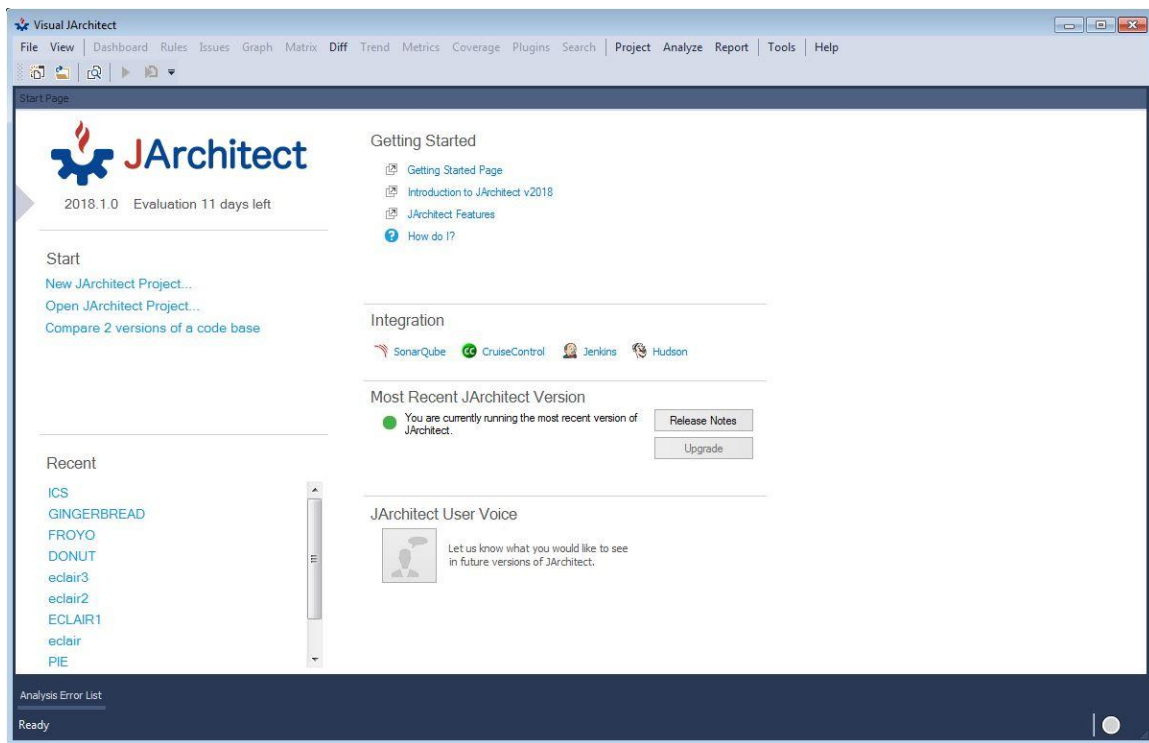 Visual JArchitect
File View Dashboard Rules Issues Graph Matrix Diff Trend Metrics Coverage Plugins Search Project Analyze Report Tools Help
Start Page
JArchitect
2018.1.0 Evaluation 11 days left
Start
New JArchitect Project...
Open JArchitect Project...
Compare 2 versions of a code base
Recent
ICS
GINGERBREAD
FROYO
DONUT
eclair3
eclair2
ECLAIR1
eclair
PIE
Getting Started
Getting Started Page
Introduction to JArchitect v2018
JArchitect Features
How do I?
Integration
SonarQube CruiseControl Jenkins Hudson
Most Recent JArchitect Version
You are currently running the most recent version of
JArchitect.
Release Notes
Upgrade
JArchitect User Voice
Let us know what you would like to see
in future versions of JArchitect.
Analysis Error List
Ready